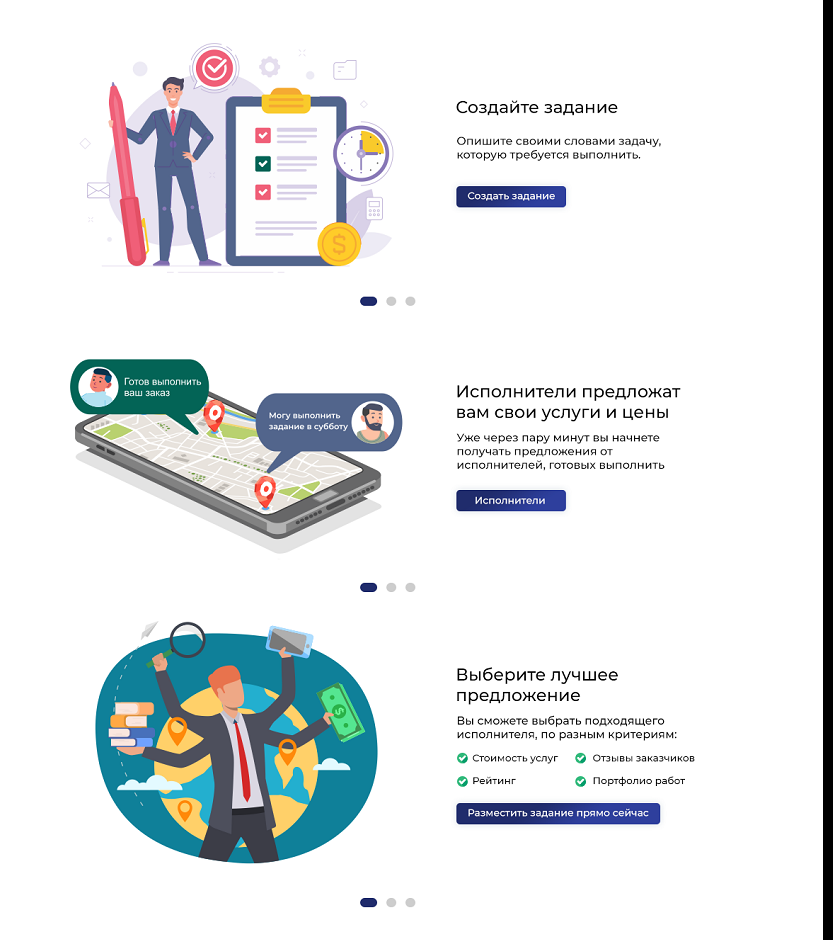 Создайте задание
Опишите своими словами задачу,
которую требуется выполнить.
Создать задание
Готов выполнить
ваш заказ
Могу выполнить
задание в субботу
Исполнители предложат
вам свои услуги и цены
Уже через пару минут вы начнете
получать предложения от
исполнителей, готовых выполнить
Исполнители
Выберите лучшее
предложение
Вы сможете выбрать подходящего
исполнителя, по разным критериям:
Стоимость услуг
Отзывы заказчиков
Рейтинг
Портфолио работ
Разместить задание прямо сейчас